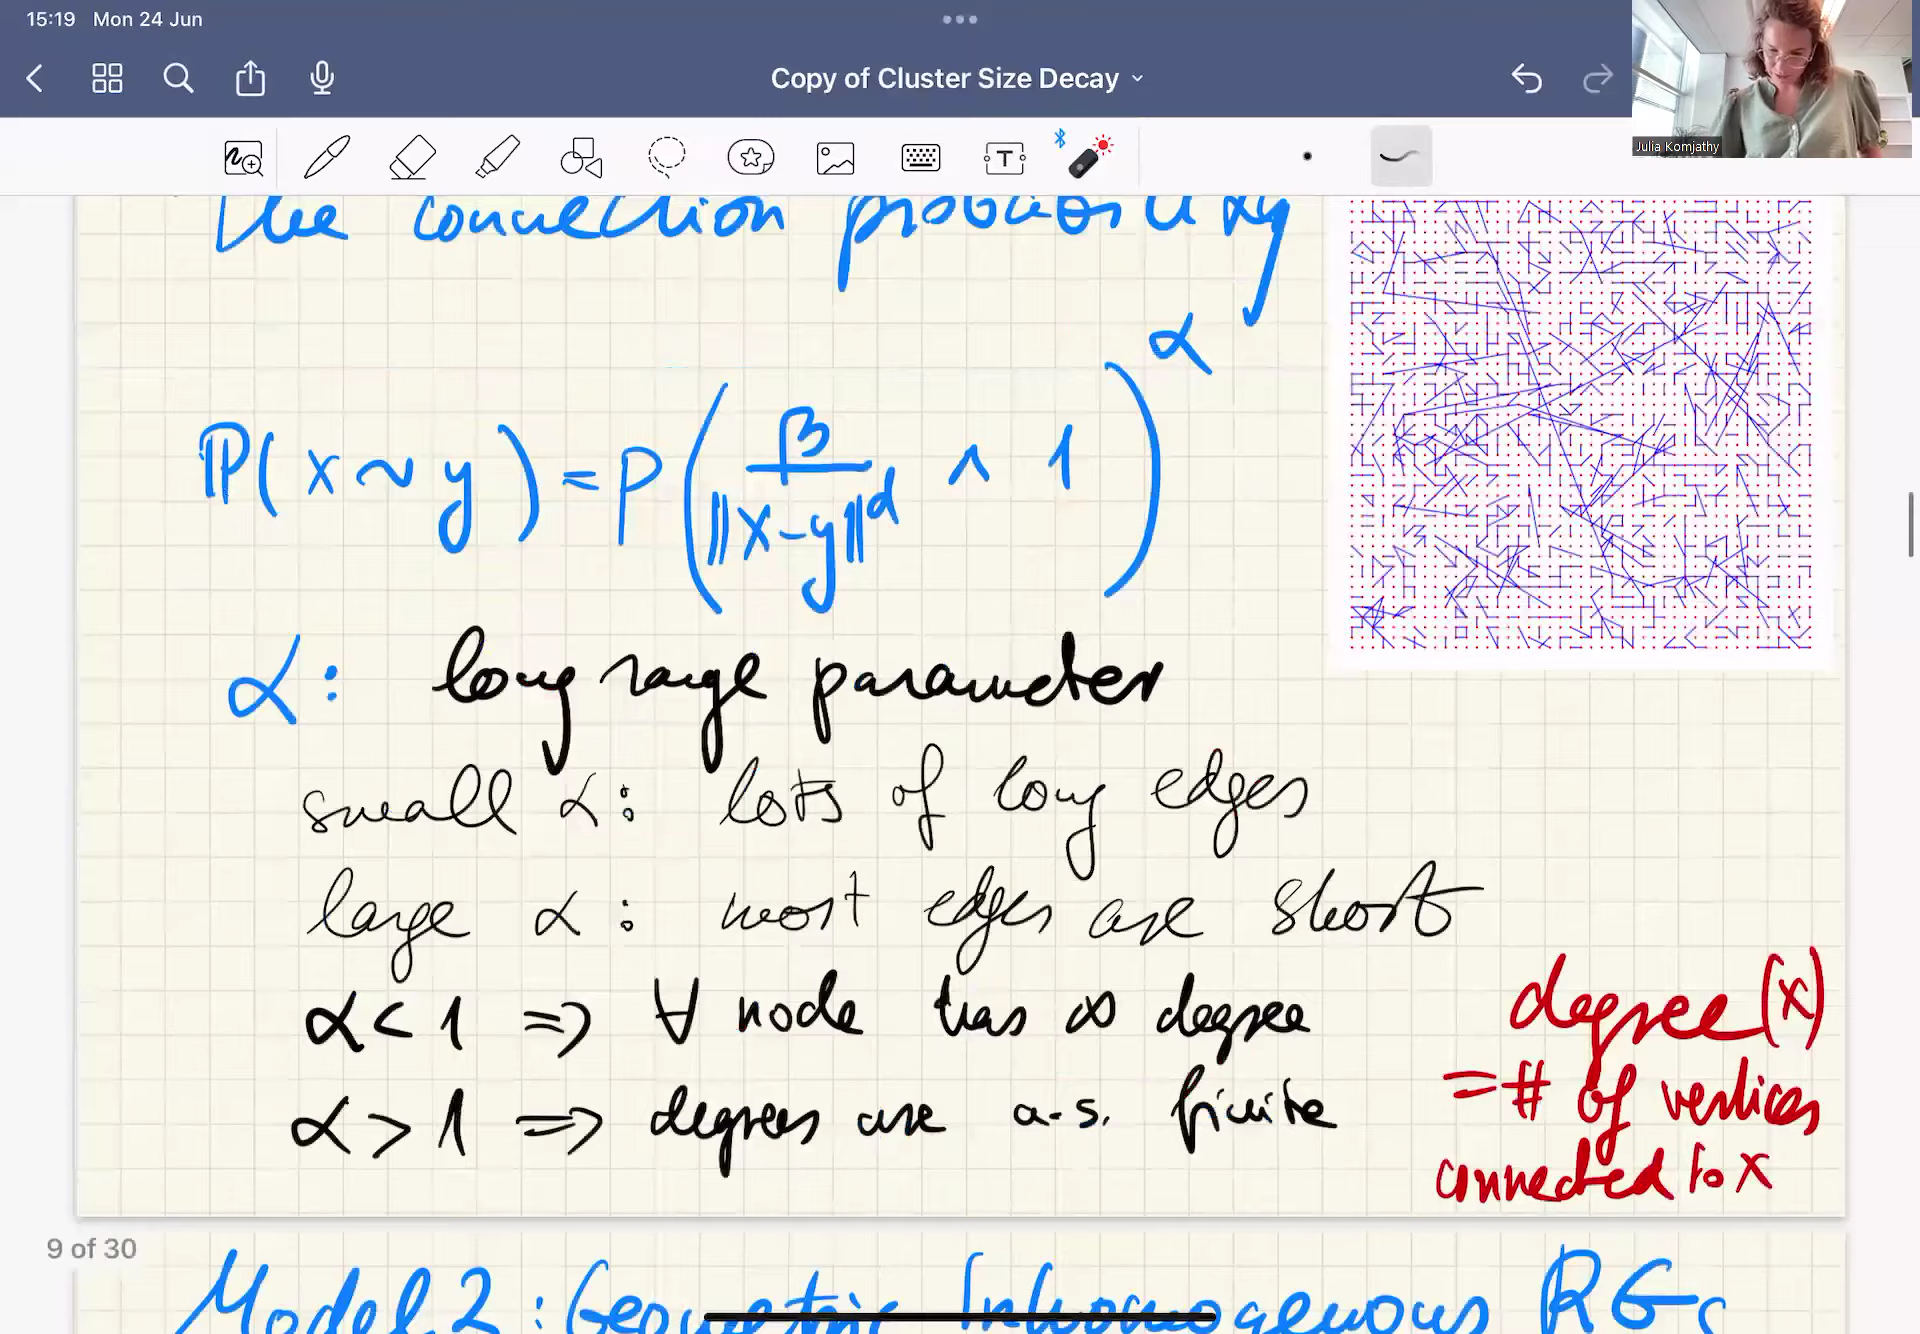 15:19 Mon 24 Jun
Copy of Cluster Size Decay
Julia Komjathy
The connection probability
ℙ(x ~ y) = p(β / ‖x-y‖^d ∧ 1)^α
α: long range parameter
small α: lots of long edges
large α: most edges are short
α < 1 => ∀ node has ∞ degree
α > 1 => degrees are a.s. finite
degree(x)
= # of vertices
connected to x
9 of 30
Model 2: Geometric Inhomogeneous RGs